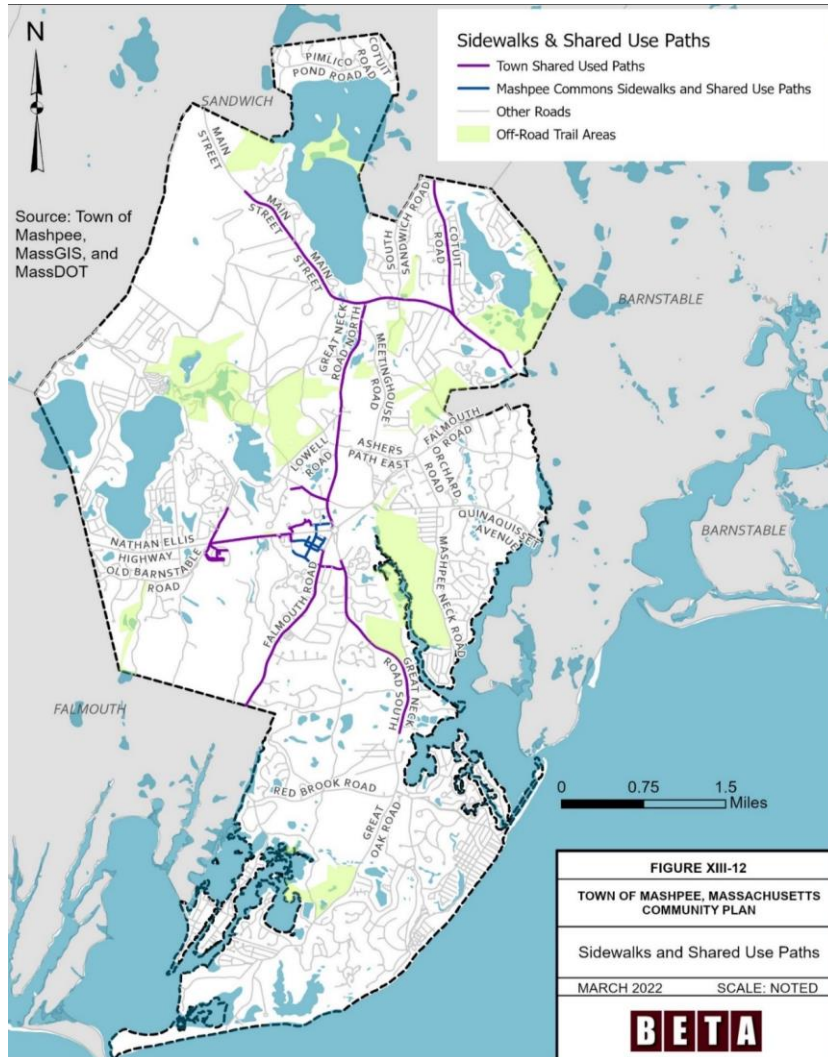 N
Sidewalks & Shared Use Paths
Town Shared Used Paths
Mashpee Commons Sidewalks and Shared Use Paths
Other Roads
Off-Road Trail Areas
Source: Town of
Mashpee,
MassGIS, and
MassDOT
SANDWICH
PIMLICO
POND ROAD
COTUIT
ROAD
MAIN
STREET
MAIN
STREET
MAIN
STREET
SOUTH
SANDWICH ROAD
COTUIT
ROAD
BARNSTABLE
GREAT NECK
ROAD NORTH
MEETINGHOUSE
ROAD
FALMOUTH
ROAD
LOWELL
ROAD
ASHERS
PATH EAST
ORCHARD
ROAD
QUINAQUISSET
AVENUE
BARNSTABLE
NATHAN ELLIS
HIGHWAY
OLD BARNSTABLE
ROAD
FALMOUTH ROAD
MASHPEE NECK ROAD
GREAT NECK
ROAD SOUTH
FALMOUTH
RED BROOK ROAD
GREAT
OAK ROAD
0 0.75 1.5
Miles
FIGURE XIII-12
TOWN OF MASHPEE, MASSACHUSETTS
COMMUNITY PLAN
Sidewalks and Shared Use Paths
MARCH 2022 SCALE: NOTED
BETA